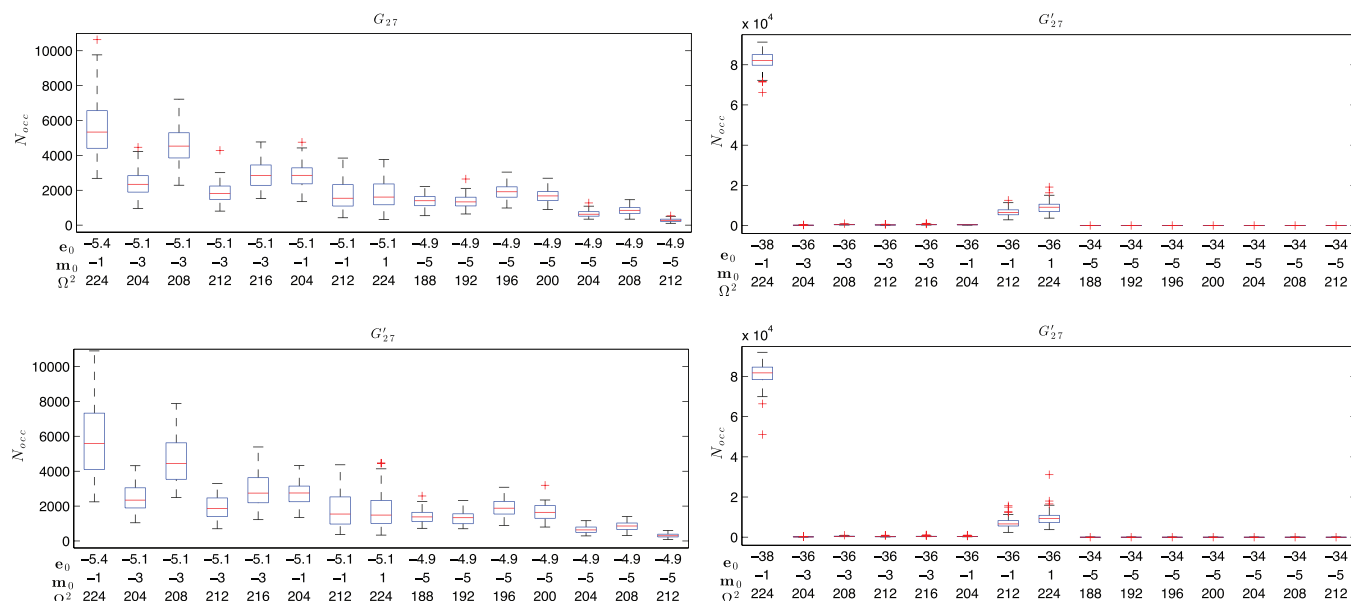 G₂₇
10000
8000
6000
4000
2000
0
N_occ
e₀ −5.4 −5.1 −5.1 −5.1 −5.1 −5.1 −5.1 −5.1 −4.9 −4.9 −4.9 −4.9 −4.9 −4.9 −4.9
m₀ −1 −3 −3 −3 −3 −1 −1 1 −5 −5 −5 −5 −5 −5 −5
Ω² 224 204 208 212 216 204 212 224 188 192 196 200 204 208 212
G′₂₇
x 10⁴
8
6
4
2
0
N_occ
e₀ −38 −36 −36 −36 −36 −36 −36 −36 −34 −34 −34 −34 −34 −34 −34
m₀ −1 −3 −3 −3 −3 −1 −1 1 −5 −5 −5 −5 −5 −5 −5
Ω² 224 204 208 212 216 204 212 224 188 192 196 200 204 208 212
G′₂₇
10000
8000
6000
4000
2000
0
N_occ
e₀ −5.4 −5.1 −5.1 −5.1 −5.1 −5.1 −5.1 −5.1 −4.9 −4.9 −4.9 −4.9 −4.9 −4.9 −4.9
m₀ −1 −3 −3 −3 −3 −1 −1 1 −5 −5 −5 −5 −5 −5 −5
Ω² 224 204 208 212 216 204 212 224 188 192 196 200 204 208 212
G′₂₇
x 10⁴
8
6
4
2
0
N_occ
e₀ −38 −36 −36 −36 −36 −36 −36 −36 −34 −34 −34 −34 −34 −34 −34
m₀ −1 −3 −3 −3 −3 −1 −1 1 −5 −5 −5 −5 −5 −5 −5
Ω² 224 204 208 212 216 204 212 224 188 192 196 200 204 208 212